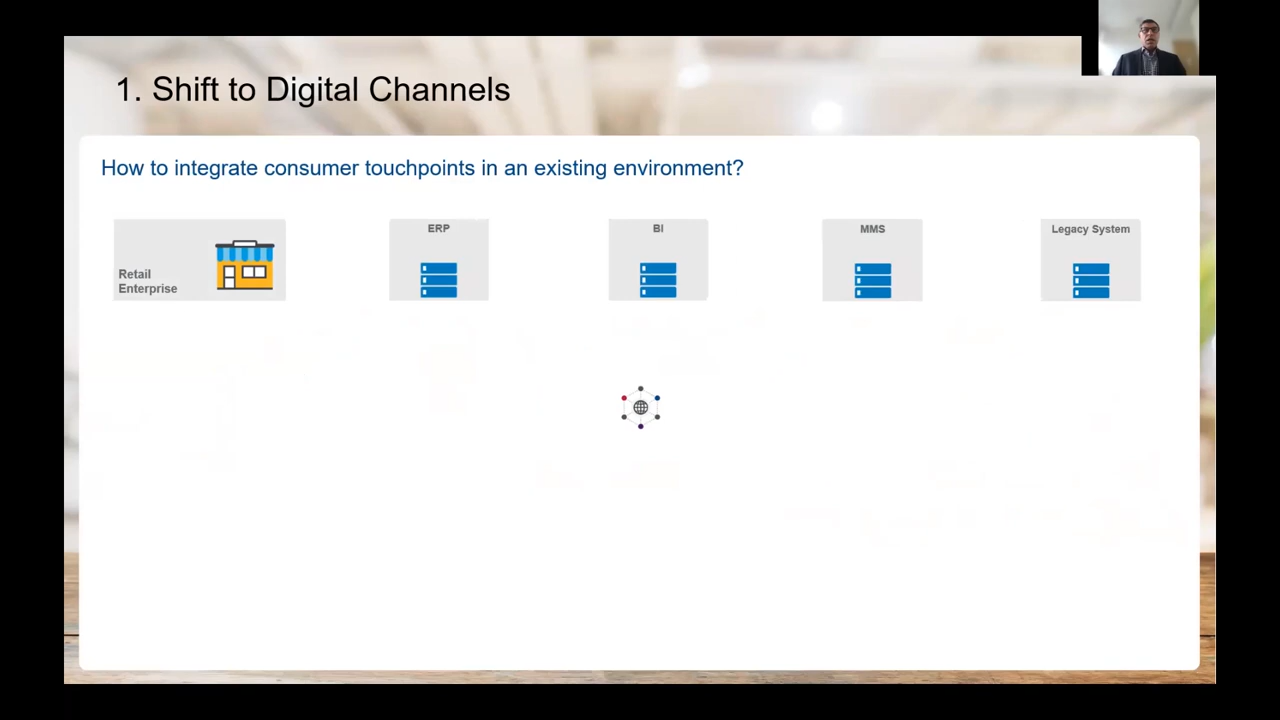 1. Shift to Digital Channels
How to integrate consumer touchpoints in an existing environment?
Retail
Enterprise
ERP
BI
MMS
Legacy System